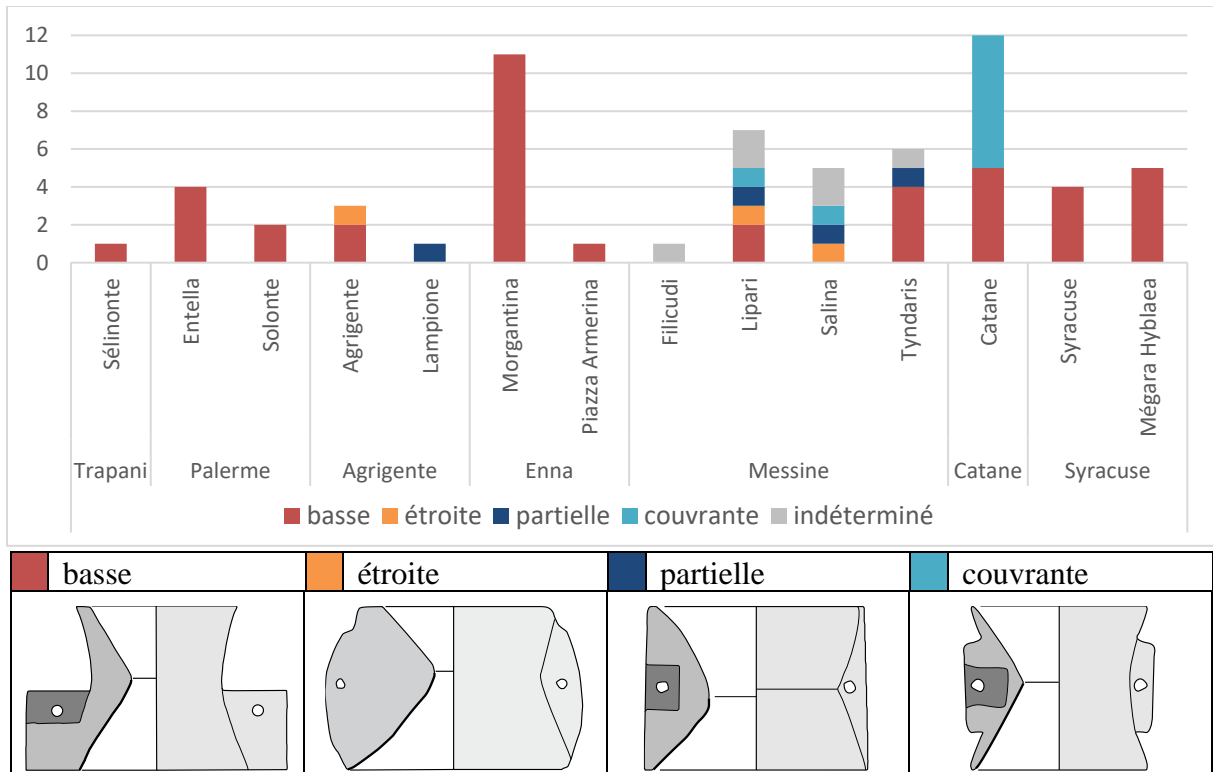 12
10
8
6
4
2
0
Sélinonte
Entella
Solonte
Agrigente
Lampione
Morgantina
Piazza Armerina
Filicudi
Lipari
Salina
Tyndaris
Catane
Syracuse
Mégara Hyblaea
Trapani Palerme Agrigente Enna Messine Catane Syracuse
basse étroite partielle couvrante indéterminé
basse étroite partielle couvrante